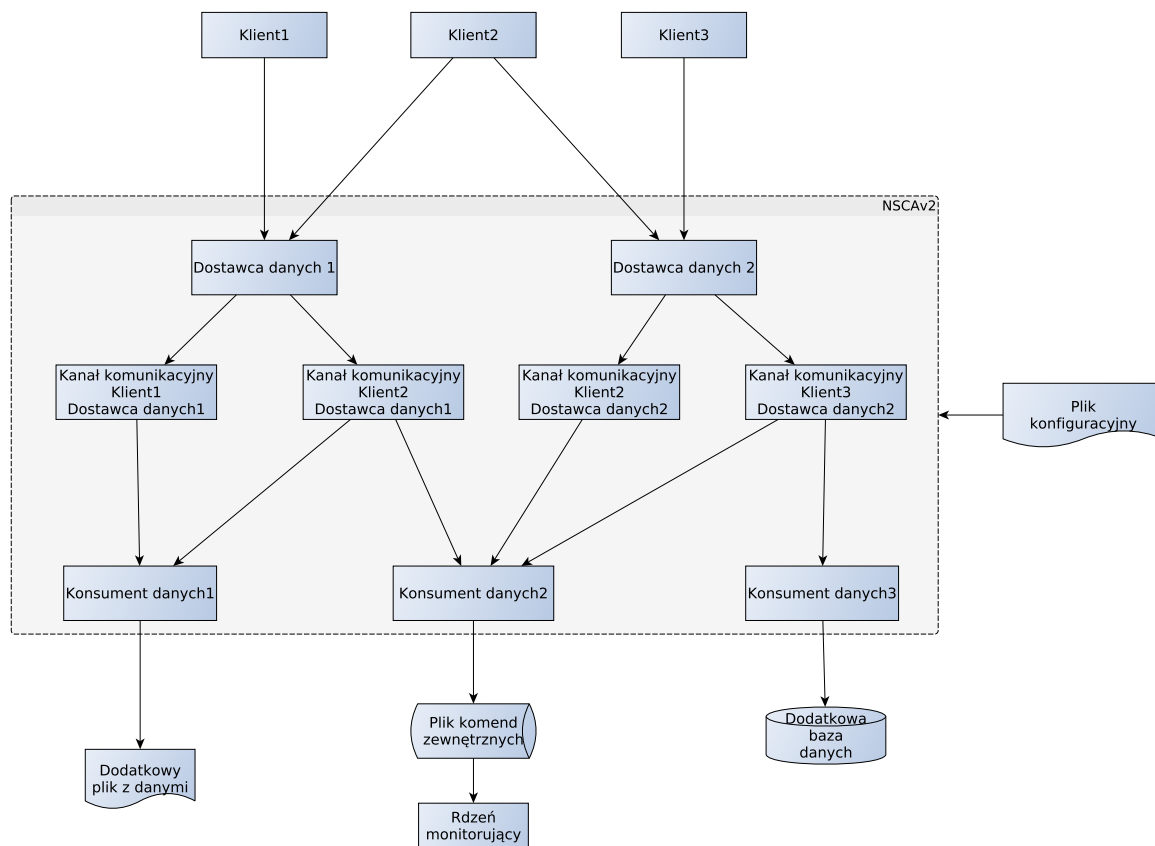 Klient1
Klient2
Klient3
NSCAv2
Dostawca danych 1
Dostawca danych 2
Kanał komunikacyjny
Klient1
Dostawca danych1
Kanał komunikacyjny
Klient2
Dostawca danych1
Kanał komunikacyjny
Klient2
Dostawca danych2
Kanał komunikacyjny
Klient3
Dostawca danych2
Plik
konfiguracyjny
Konsument danych1
Konsument danych2
Konsument danych3
Plik komend
zewnętrznych
Dodatkowa
baza
danych
Dodatkowy
plik z danymi
Rdzeń
monitorujący